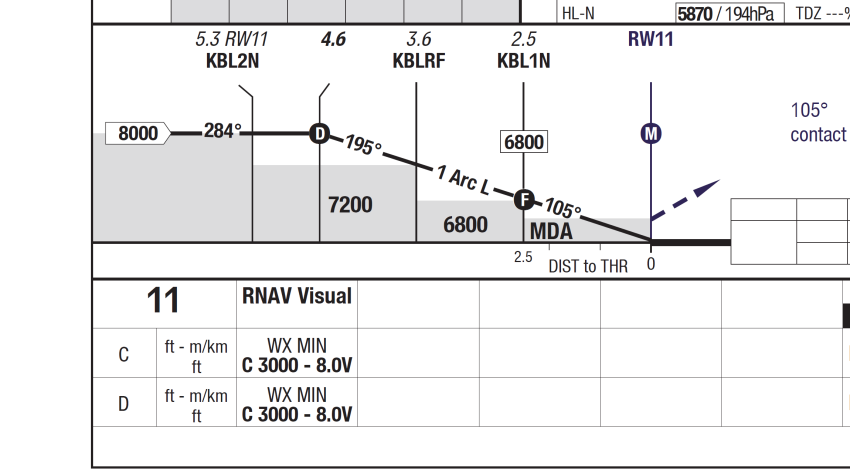 HL-N
5870 / 194hPa TDZ ---%
5.3 RW11 4.6 3.6 2.5 RW11
KBL2N KBLRF KBL1N
105°
contact
8000 284° D 195° 6800 M
1 Arc L
F 105°
7200
6800 MDA
2.5 DIST to THR 0
11 RNAV Visual
C ft - m/km WX MIN
ft C 3000 - 8.0V
D ft - m/km WX MIN
ft C 3000 - 8.0V